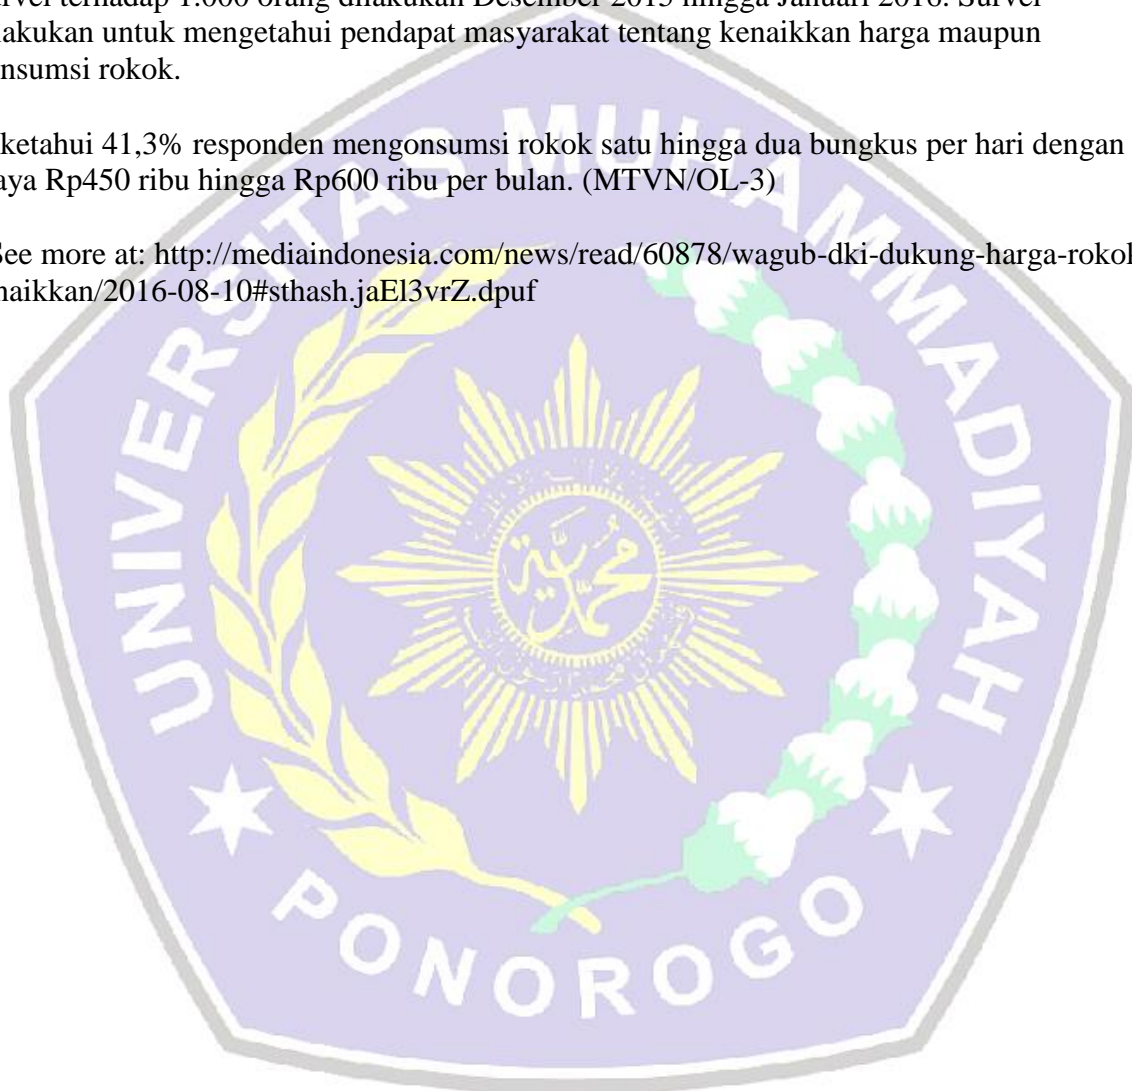 urvei terhadap 1.000 orang dilakukan Desember 2015 hingga Januari 2016. Survei
lakukan untuk mengetahui pendapat masyarakat tentang kenaikkan harga maupun
nsumsi rokok.
ketahui 41,3% responden mengonsumsi rokok satu hingga dua bungkus per hari dengan
aya Rp450 ribu hingga Rp600 ribu per bulan. (MTVN/OL-3)
See more at: http://mediaindonesia.com/news/read/60878/wagub-dki-dukung-harga-rokok
naikkan/2016-08-10#sthash.jaEl3vrZ.dpuf
UNIVERSITAS MUHAMMADIYAH
محمدية
PONOROGO